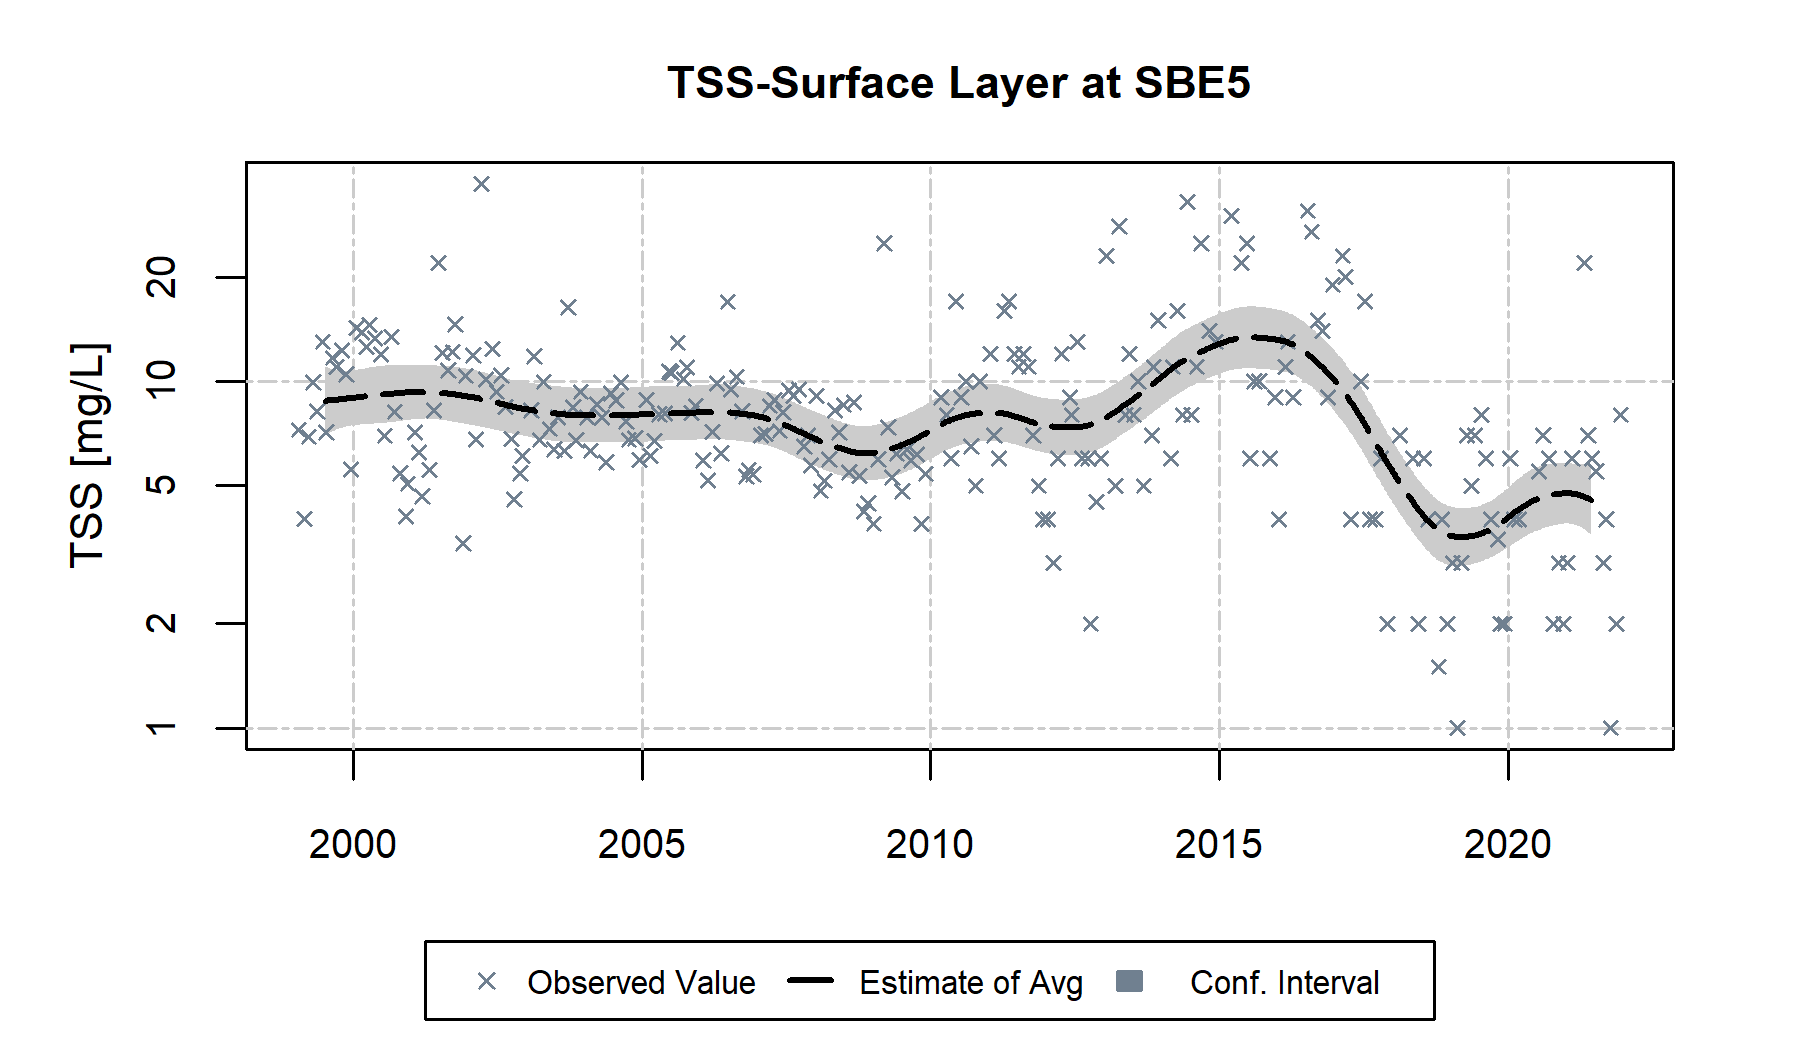 TSS-Surface Layer at SBE5
TSS [mg/L]
20
10
5
2
1
2000 2005 2010 2015 2020
Observed Value Estimate of Avg Conf. Interval